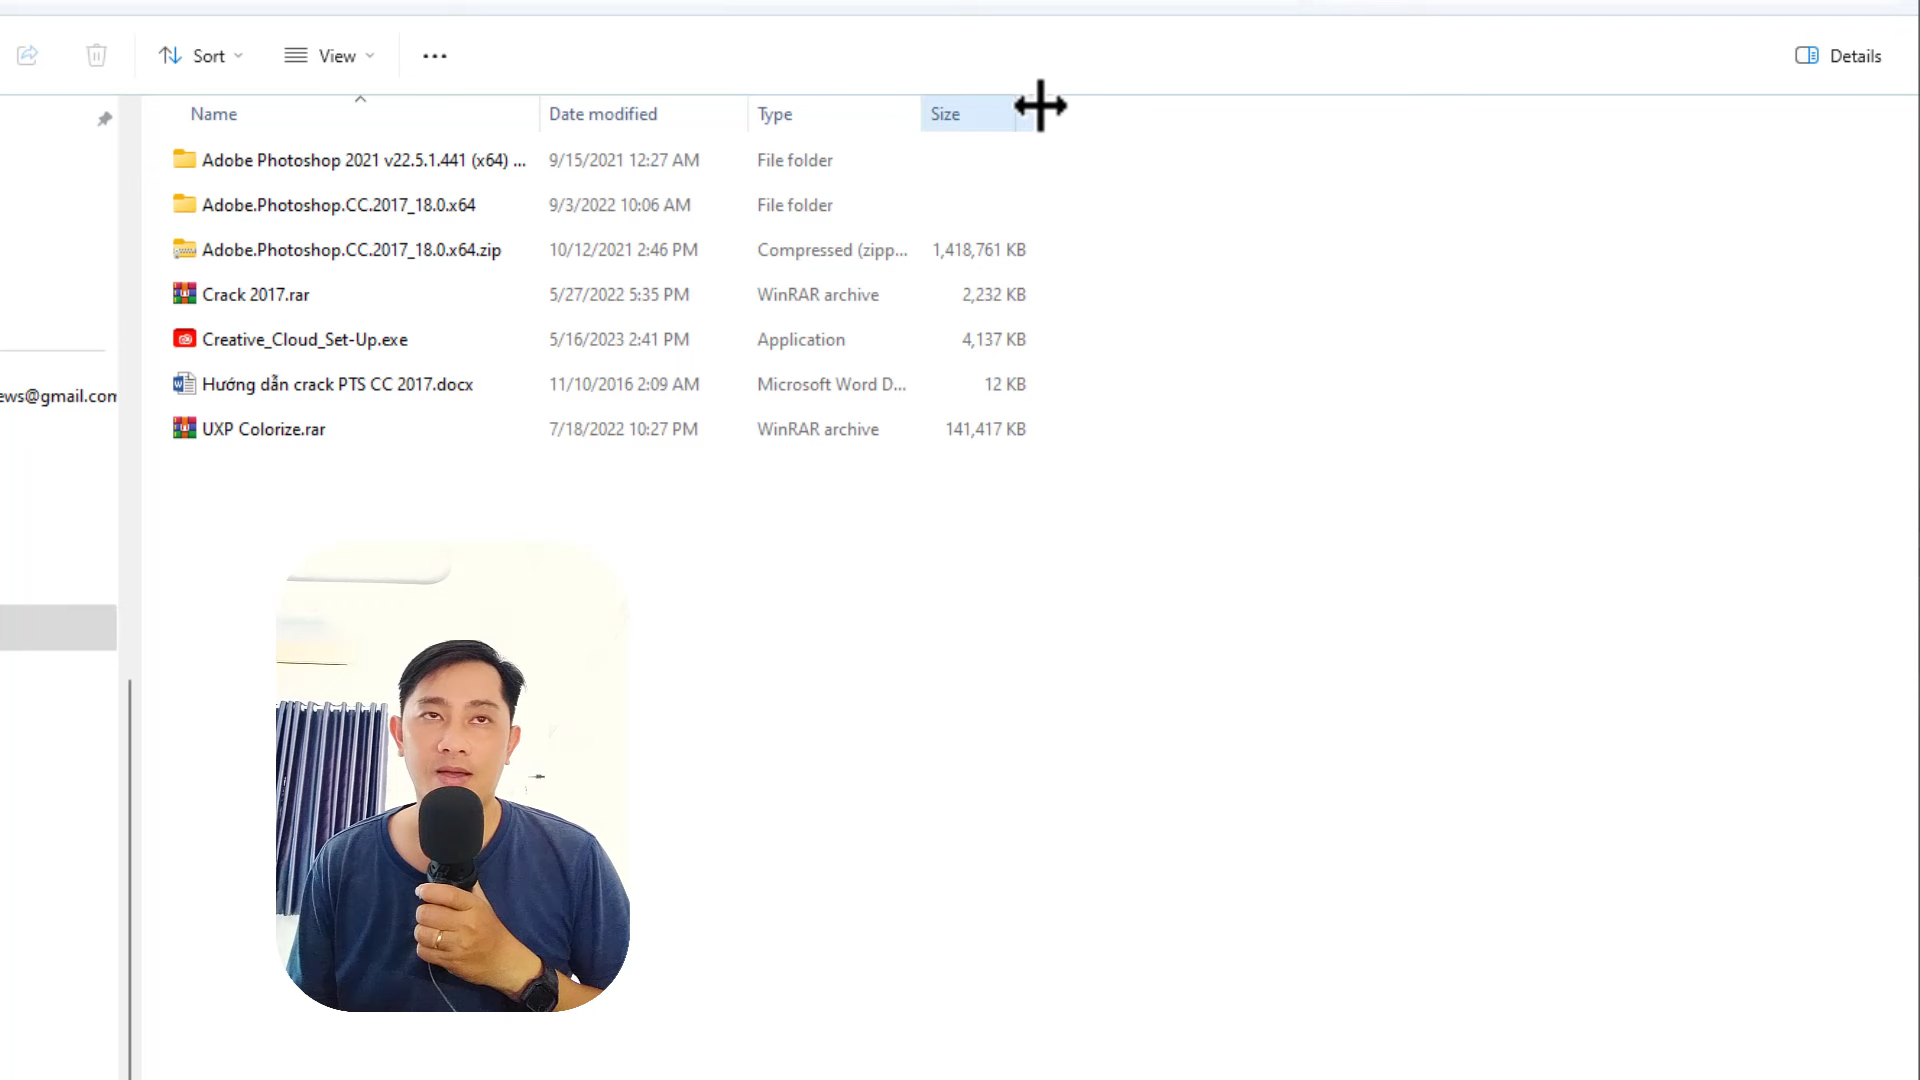 Sort
View
Details
Name
Date modified
Type
Size
Adobe Photoshop 2021 v22.5.1.441 (x64) ...
9/15/2021 12:27 AM
File folder
Adobe.Photoshop.CC.2017_18.0.x64
9/3/2022 10:06 AM
File folder
Adobe.Photoshop.CC.2017_18.0.x64.zip
10/12/2021 2:46 PM
Compressed (zipp...
1,418,761 KB
Crack 2017.rar
5/27/2022 5:35 PM
WinRAR archive
2,232 KB
Creative_Cloud_Set-Up.exe
5/16/2023 2:41 PM
Application
4,137 KB
ews@gmail.com
Hướng dẫn crack PTS CC 2017.docx
11/10/2016 2:09 AM
Microsoft Word D...
12 KB
UXP Colorize.rar
7/18/2022 10:27 PM
WinRAR archive
141,417 KB